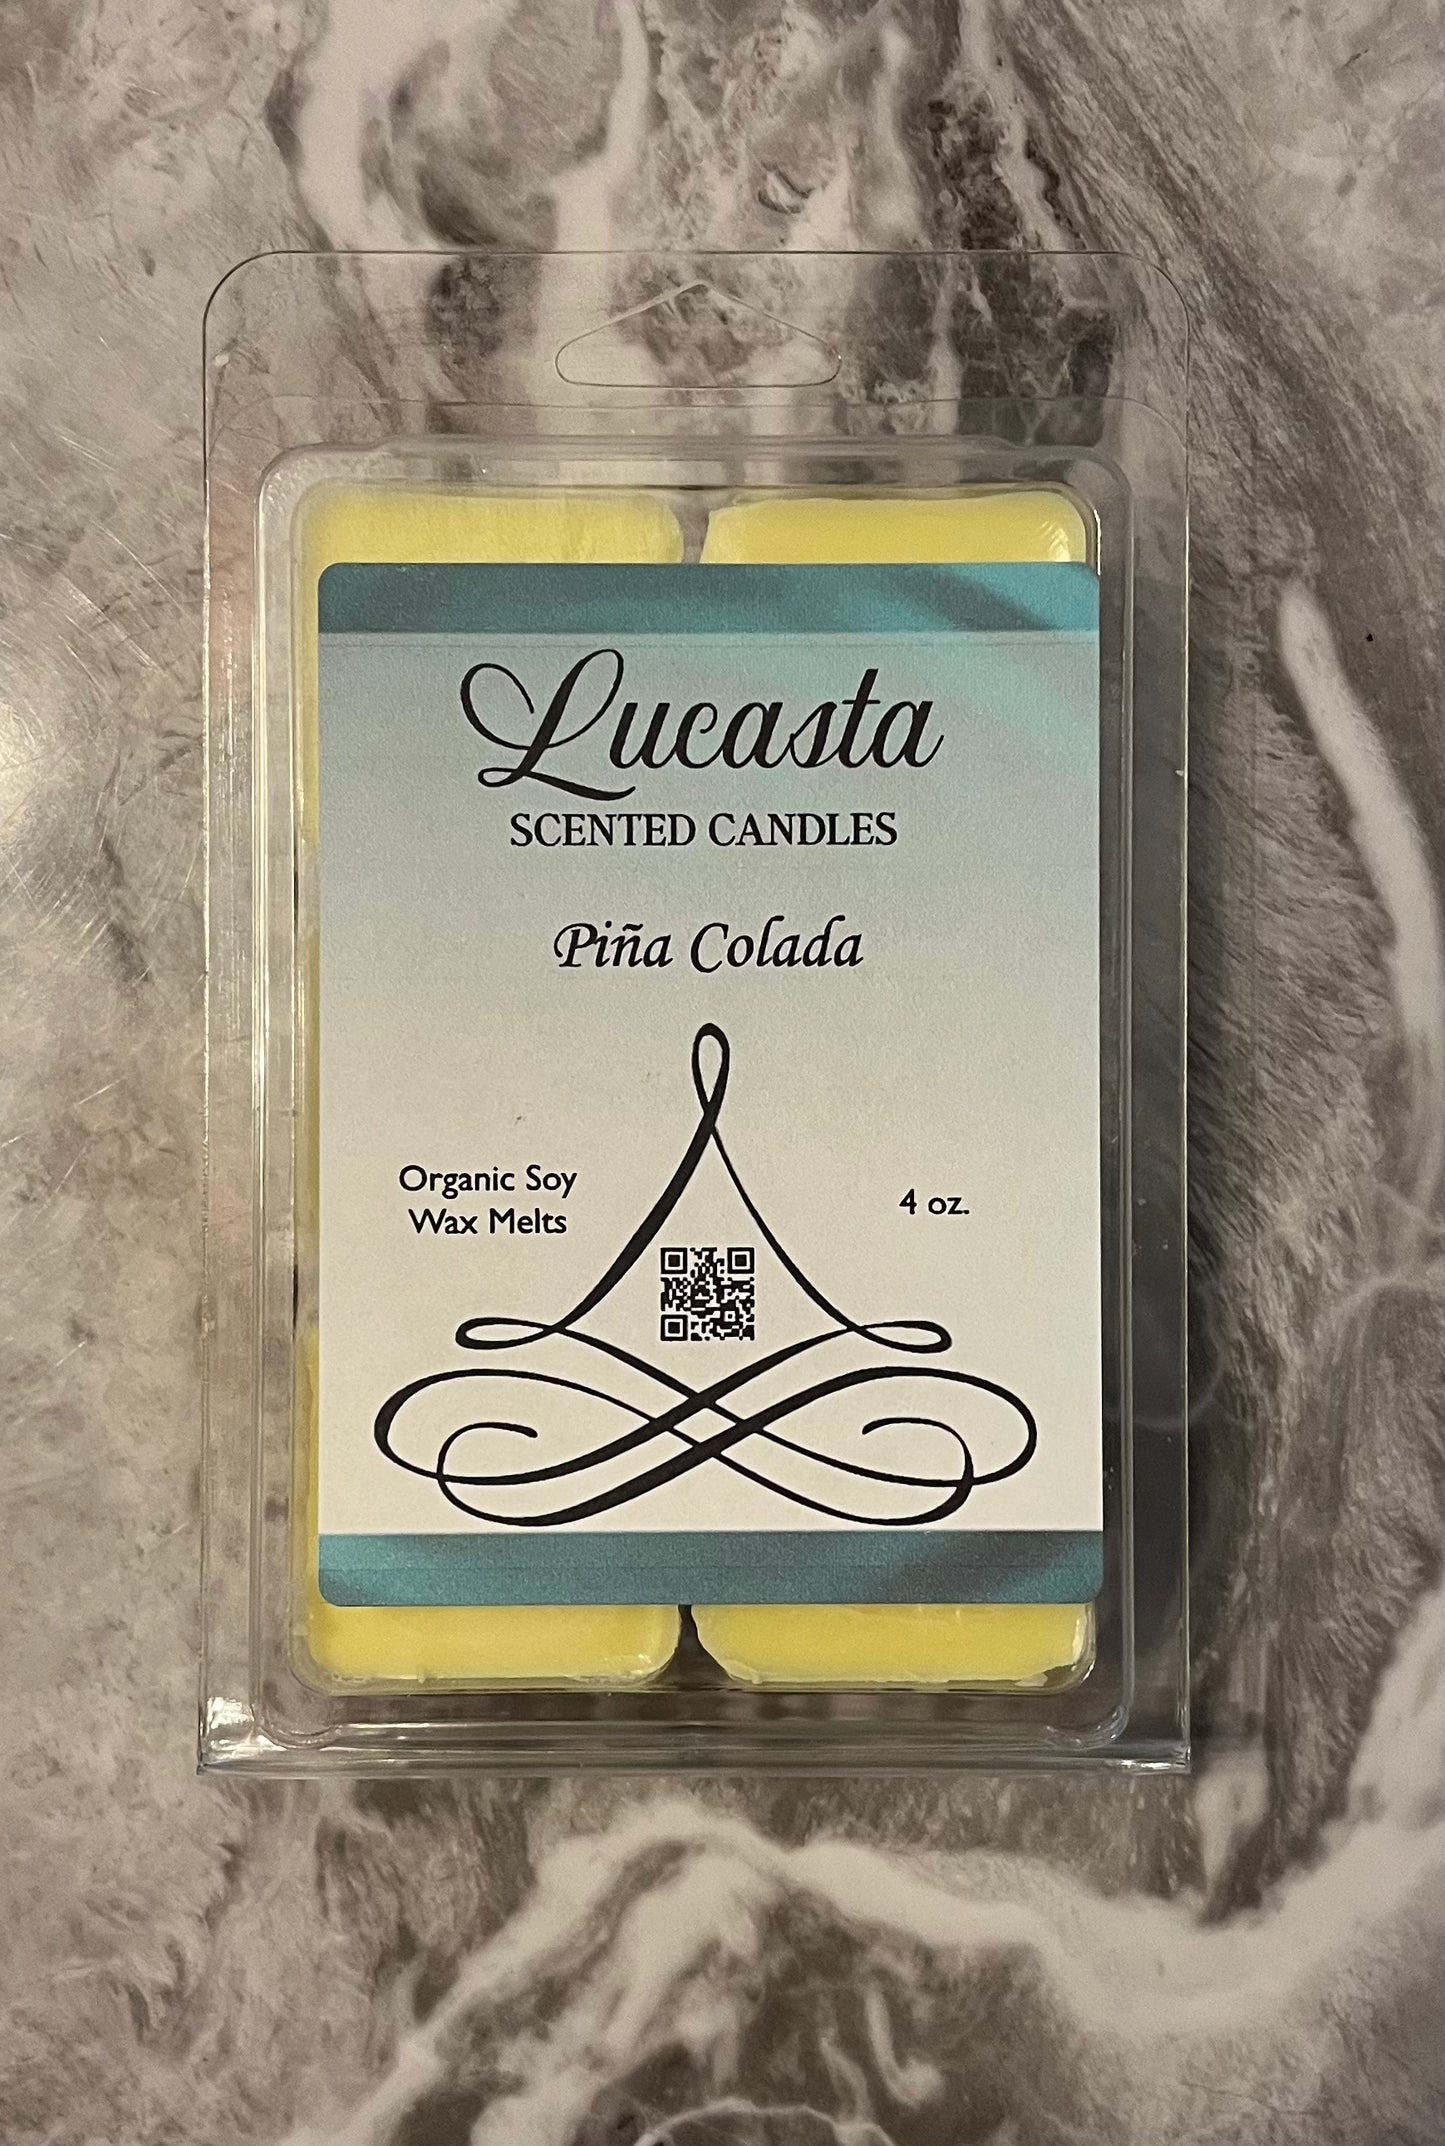 Lucasta
SCENTED CANDLES
Piña Colada
Organic Soy
Wax Melts
4 oz.